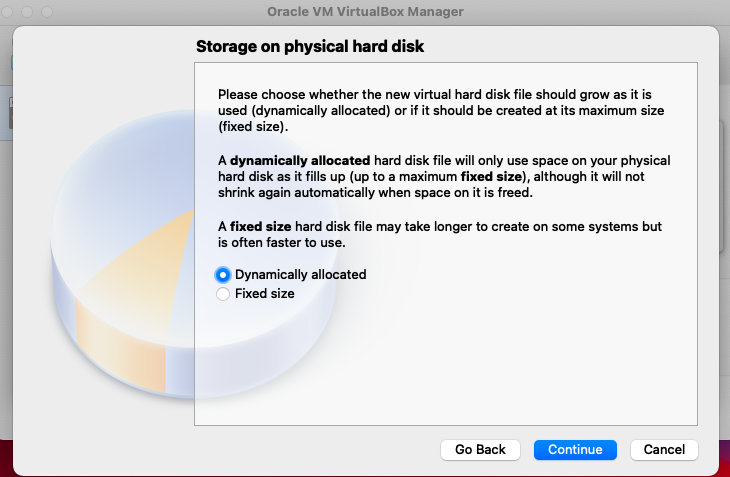 Oracle VM VirtualBox Manager
Storage on physical hard disk
Please choose whether the new virtual hard disk file should grow as it is
used (dynamically allocated) or if it should be created at its maximum size
(fixed size).
A dynamically allocated hard disk file will only use space on your physical
hard disk as it fills up (up to a maximum fixed size), although it will not
shrink again automatically when space on it is freed.
A fixed size hard disk file may take longer to create on some systems but
is often faster to use.
Dynamically allocated
Fixed size
Go Back
Continue
Cancel